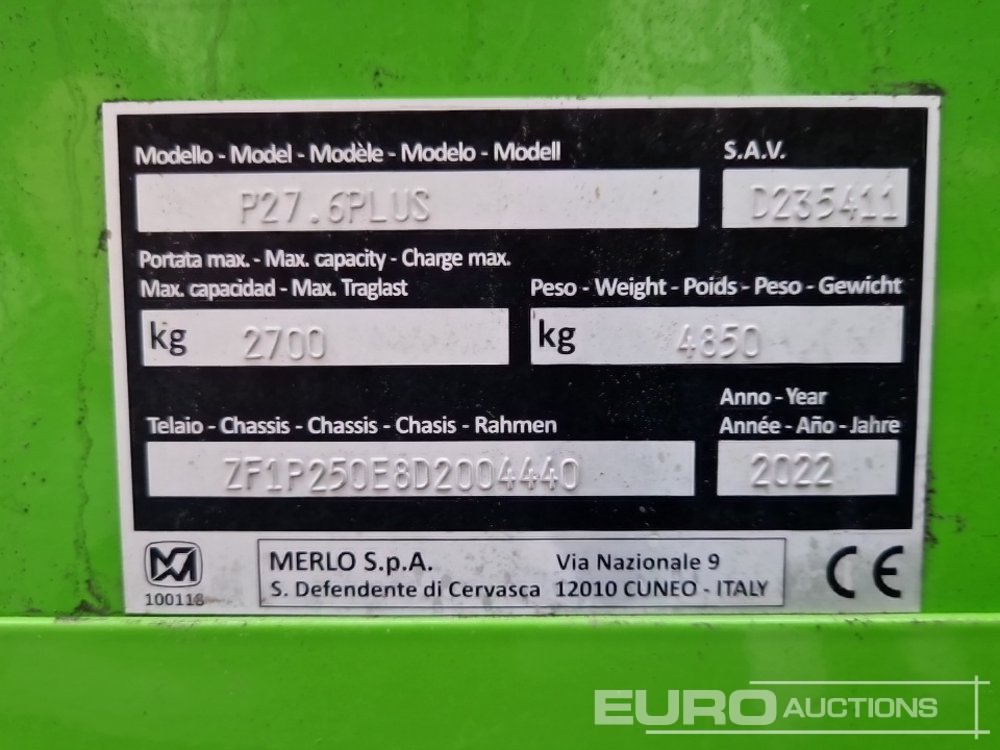 Modello - Model - Modèle - Modelo - Modell
S.A.V.
P27.6PLUS
D235411
Portata max. - Max. capacity - Charge max.
Max. capacidad - Max. Traglast
Peso - Weight - Poids - Peso - Gewicht
kg 2700
kg 4850
Telaio - Chassis - Chassis - Chasis - Rahmen
Anno - Year
Année - Año - Jahre
ZF1P250E8D2004440
2022
100118
MERLO S.p.A. Via Nazionale 9
S. Defendente di Cervasca 12010 CUNEO - ITALY
CE
EURO AUCTIONS